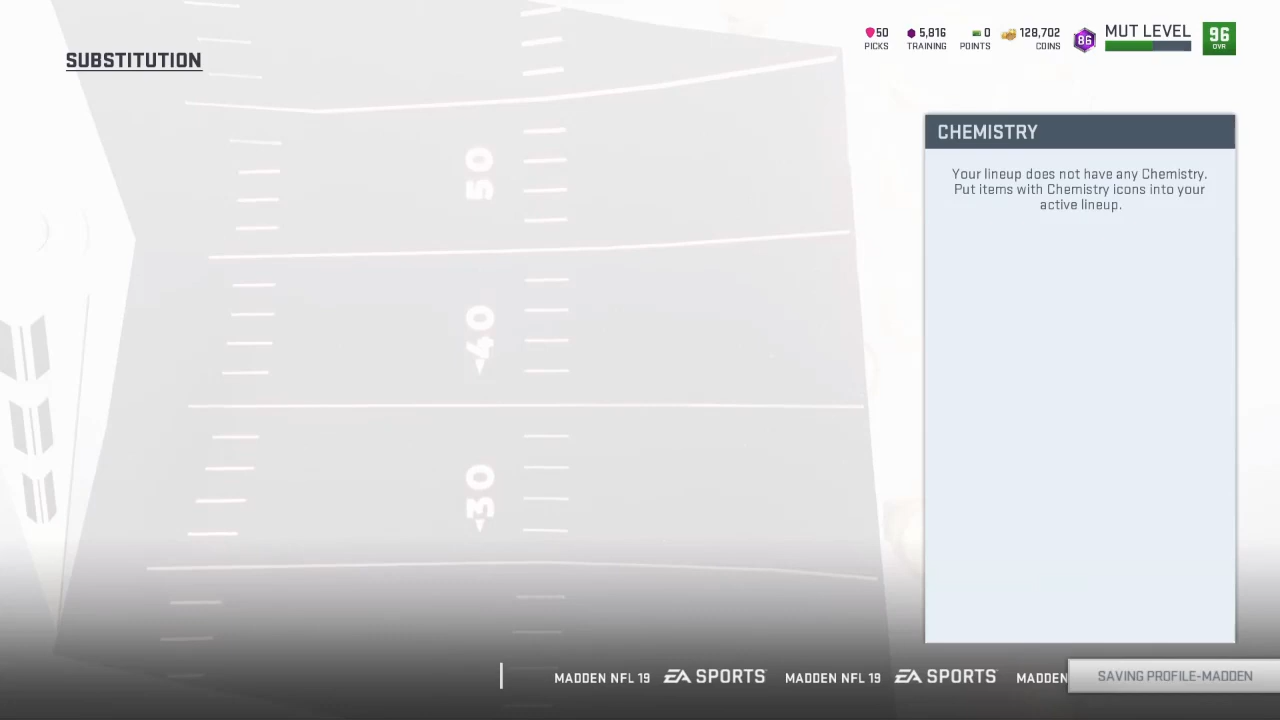 SUBSTITUTION
50
PICKS
5,816
TRAINING
0
POINTS
128,702
COINS
86
MUT LEVEL
96
OVR
CHEMISTRY
Your lineup does not have any Chemistry.
Put items with Chemistry icons into your
active lineup.
50
40
30
MADDEN NFL 19 EA SPORTS MADDEN NFL 19 EA SPORTS MADDEN
SAVING PROFILE-MADDEN